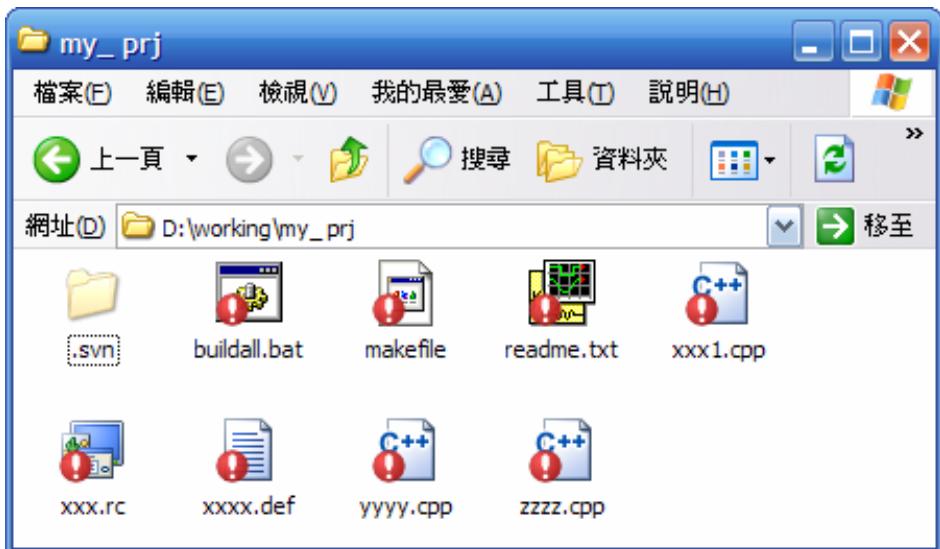 my_ prj
檔案(F) 編輯(E) 檢視(V) 我的最愛(A) 工具(T) 說明(H)
上一頁 搜尋 資料夾 »
網址(D) D:\working\my_ prj 移至
.svn buildall.bat makefile readme.txt xxx1.cpp
xxx.rc xxxx.def yyyy.cpp zzzz.cpp